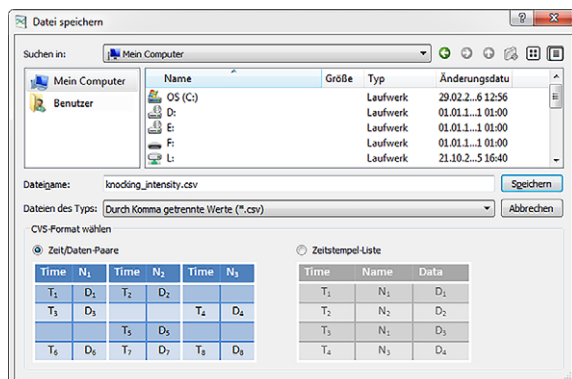 Datei speichern
Suchen in: Mein Computer
Mein Computer
Benutzer
Name Größe Typ Änderungsdatu
OS (C:) Laufwerk 29.02.2...6 12:56
D: Laufwerk 01.01.1...1 01:00
E: Laufwerk 01.01.1...1 01:00
F: Laufwerk 01.01.1...1 01:00
L: Laufwerk 21.10.2...5 16:40
Dateiname: knocking_intensity.csv Speichern
Dateien des Typs: Durch Komma getrennte Werte (*.csv) Abbrechen
CVS-Format wählen
Zeit/Daten-Paare
Time N₁ Time N₂ Time N₃
T₁ D₁ T₂ D₂
T₃ D₃ T₄ D₄
T₅ D₅
T₆ D₆ T₇ D₇ T₈ D₈
Zeitstempel-Liste
Time Name Data
T₁ N₁ D₁
T₂ N₂ D₂
T₃ N₁ D₃
T₄ N₃ D₄